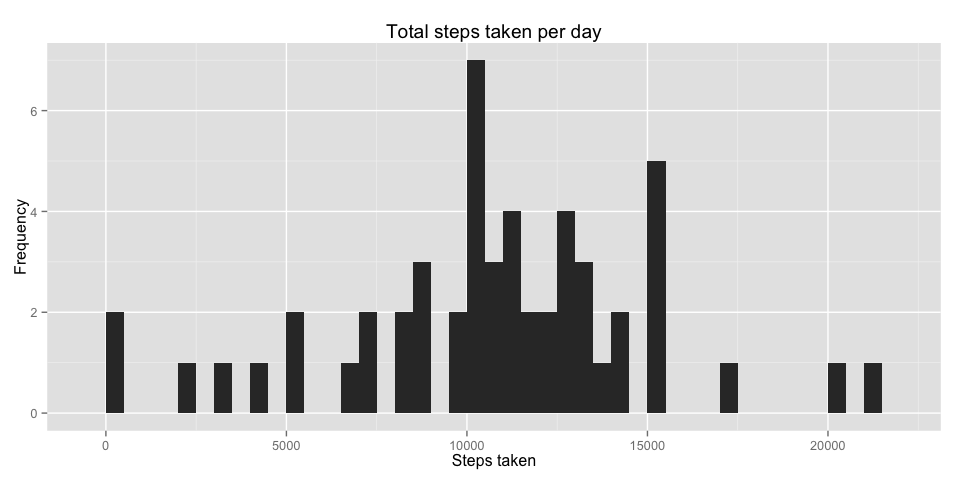 Total steps taken per day
Frequency
6
4
2
0
0 5000 10000 15000 20000
Steps taken